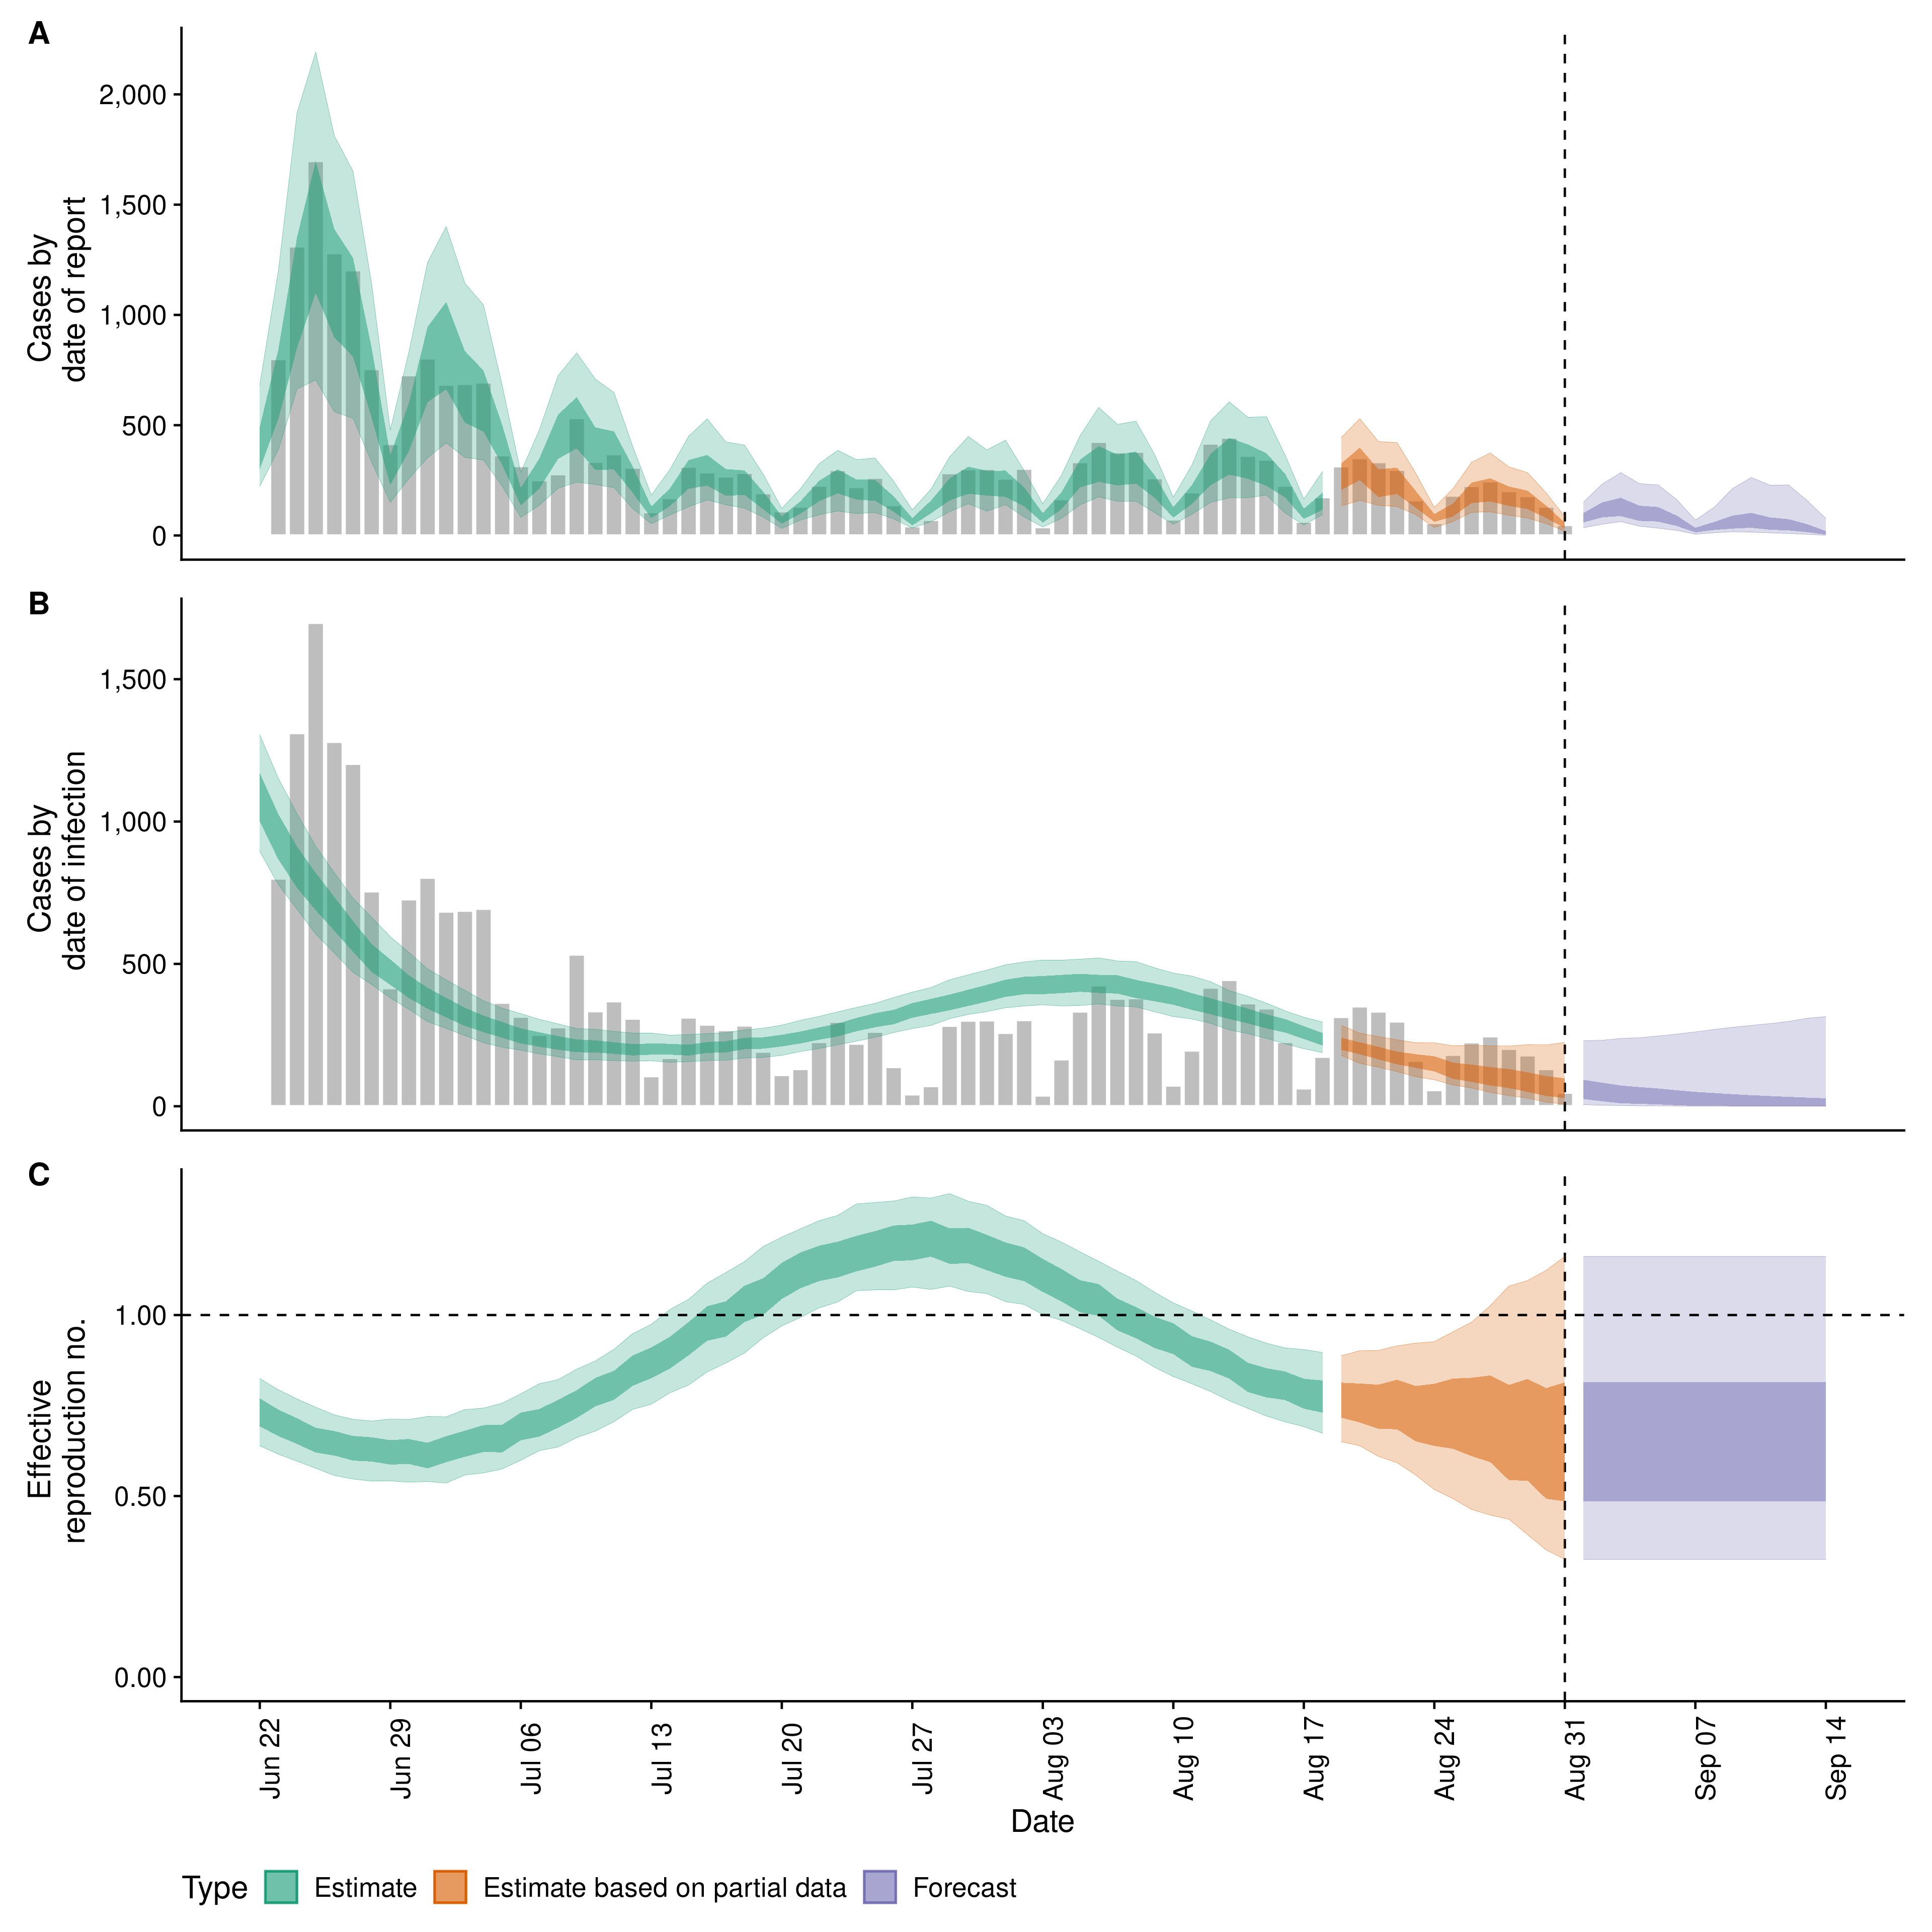 A
Cases by
date of report
2,000
1,500
1,000
500
0
B
Cases by
date of infection
1,500
1,000
500
0
C
Effective
reproduction no.
1.00
0.50
0.00
Jun 22
Jun 29
Jul 06
Jul 13
Jul 20
Jul 27
Aug 03
Aug 10
Aug 17
Aug 24
Aug 31
Sep 07
Sep 14
Date
Type Estimate Estimate based on partial data Forecast